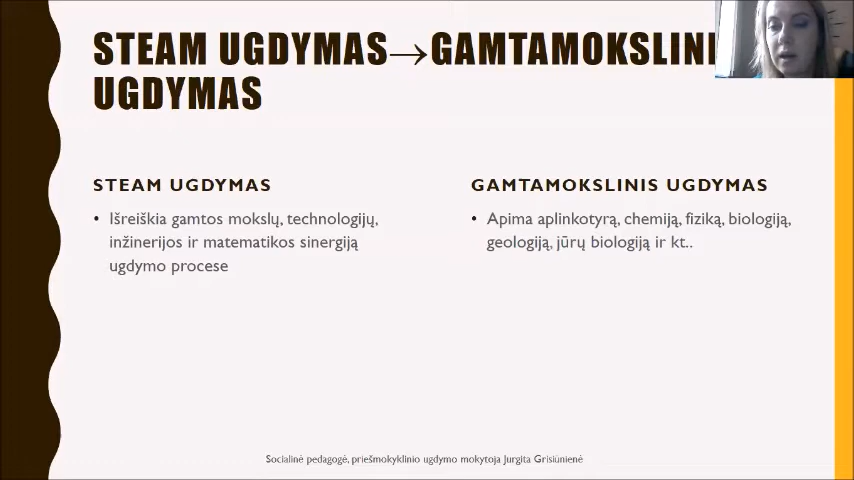 STEAM UGDYMAS→GAMTAMOKSLINI
UGDYMAS
STEAM UGDYMAS
• Išreiškia gamtos mokslų, technologijų,
inžinerijos ir matematikos sinergiją
ugdymo procese
GAMTAMOKSLINIS UGDYMAS
• Apima aplinkotyrą, chemiją, fiziką, biologiją,
geologiją, jūrų biologiją ir kt..
Socialinė pedagogė, priešmokyklinio ugdymo mokytoja Jurgita Grisiūnienė